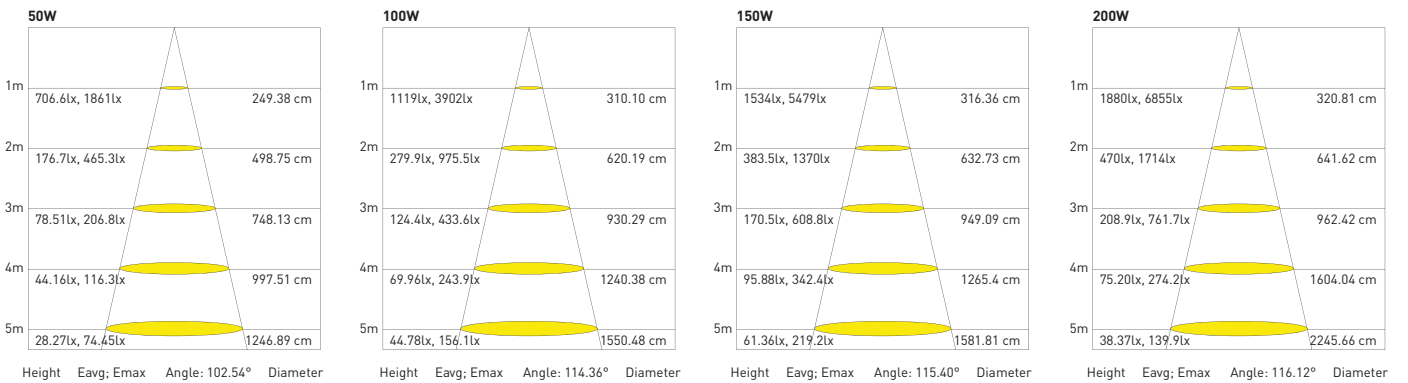 50W
1m
706.6lx, 1861lx 249.38 cm
2m
176.7lx, 465.3lx 498.75 cm
3m
78.51lx, 206.8lx 748.13 cm
4m
44.16lx, 116.3lx 997.51 cm
5m
28.27lx, 74.45lx 1246.89 cm
Height Eavg; Emax Angle: 102.54° Diameter
100W
1m
1119lx, 3902lx 310.10 cm
2m
279.9lx, 975.5lx 620.19 cm
3m
124.4lx, 433.6lx 930.29 cm
4m
69.96lx, 243.9lx 1240.38 cm
5m
44.78lx, 156.1lx 1550.48 cm
Height Eavg; Emax Angle: 114.36° Diameter
150W
1m
1534lx, 5479lx 316.36 cm
2m
383.5lx, 1370lx 632.73 cm
3m
170.5lx, 608.8lx 949.09 cm
4m
95.88lx, 342.4lx 1265.4 cm
5m
61.36lx, 219.2lx 1581.81 cm
Height Eavg; Emax Angle: 115.40° Diameter
200W
1m
1880lx, 6855lx 320.81 cm
2m
470lx, 1714lx 641.62 cm
3m
208.9lx, 761.7lx 962.42 cm
4m
75.20lx, 274.2lx 1604.04 cm
5m
38.37lx, 139.9lx 2245.66 cm
Height Eavg; Emax Angle: 116.12° Diameter